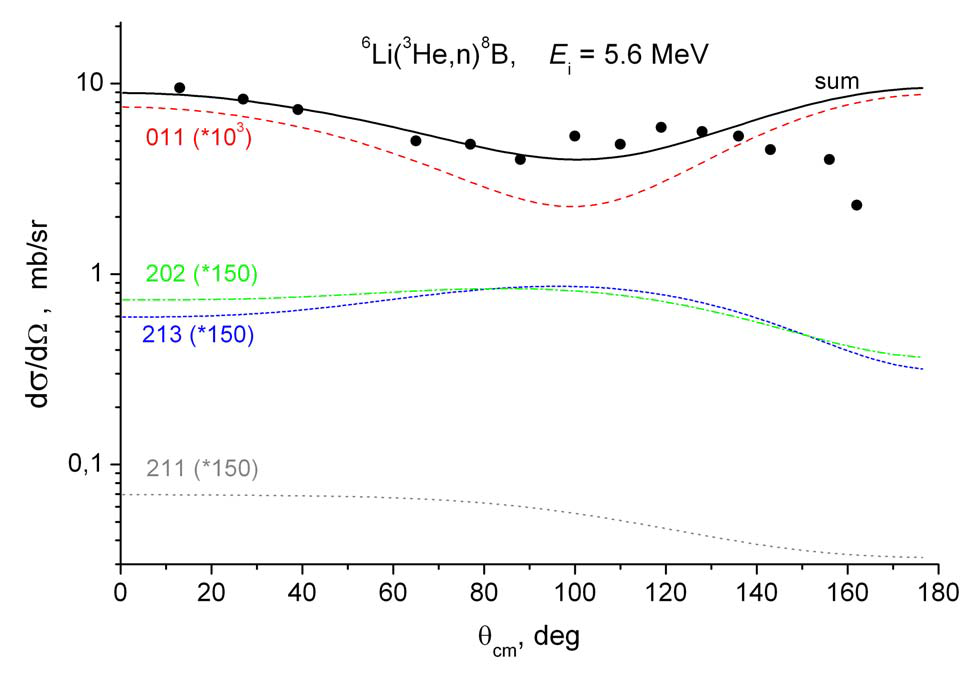 ⁶Li(³He,n)⁸B, Eᵢ = 5.6 MeV
sum
10
011 (*10³)
202 (*150)
1
213 (*150)
dσ/dΩ , mb/sr
0,1
211 (*150)
0 20 40 60 80 100 120 140 160 180
θcm, deg